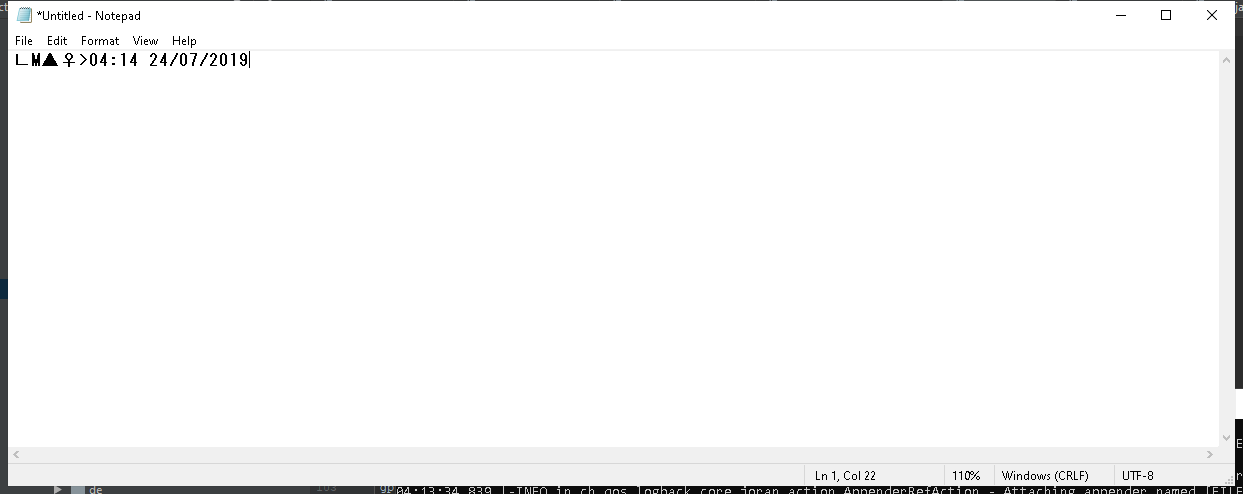 *Untitled - Notepad
File Edit Format View Help
∟M▲♀>04:14 24/07/2019
Ln 1, Col 22 110% Windows (CRLF) UTF-8
de
103
04:13:34,839 |-INFO in ch.qos.logback.core.joran.action.AppenderRefAction - Attaching appender named [FILE